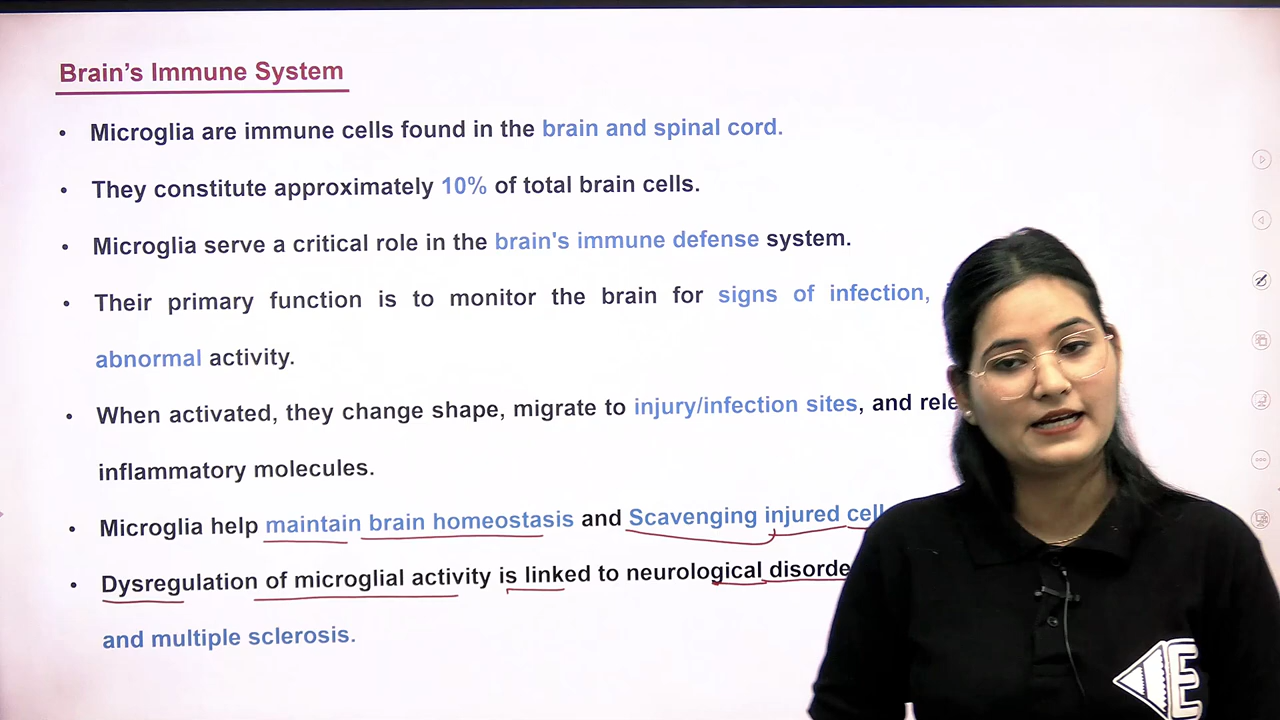 Brain's Immune System
• Microglia are immune cells found in the brain and spinal cord.
• They constitute approximately 10% of total brain cells.
• Microglia serve a critical role in the brain's immune defense system.
• Their primary function is to monitor the brain for signs of infection,
abnormal activity.
• When activated, they change shape, migrate to injury/infection sites, and
inflammatory molecules.
• Microglia help maintain brain homeostasis and Scavenging injured
• Dysregulation of microglial activity is linked to neurological
and multiple sclerosis.
E